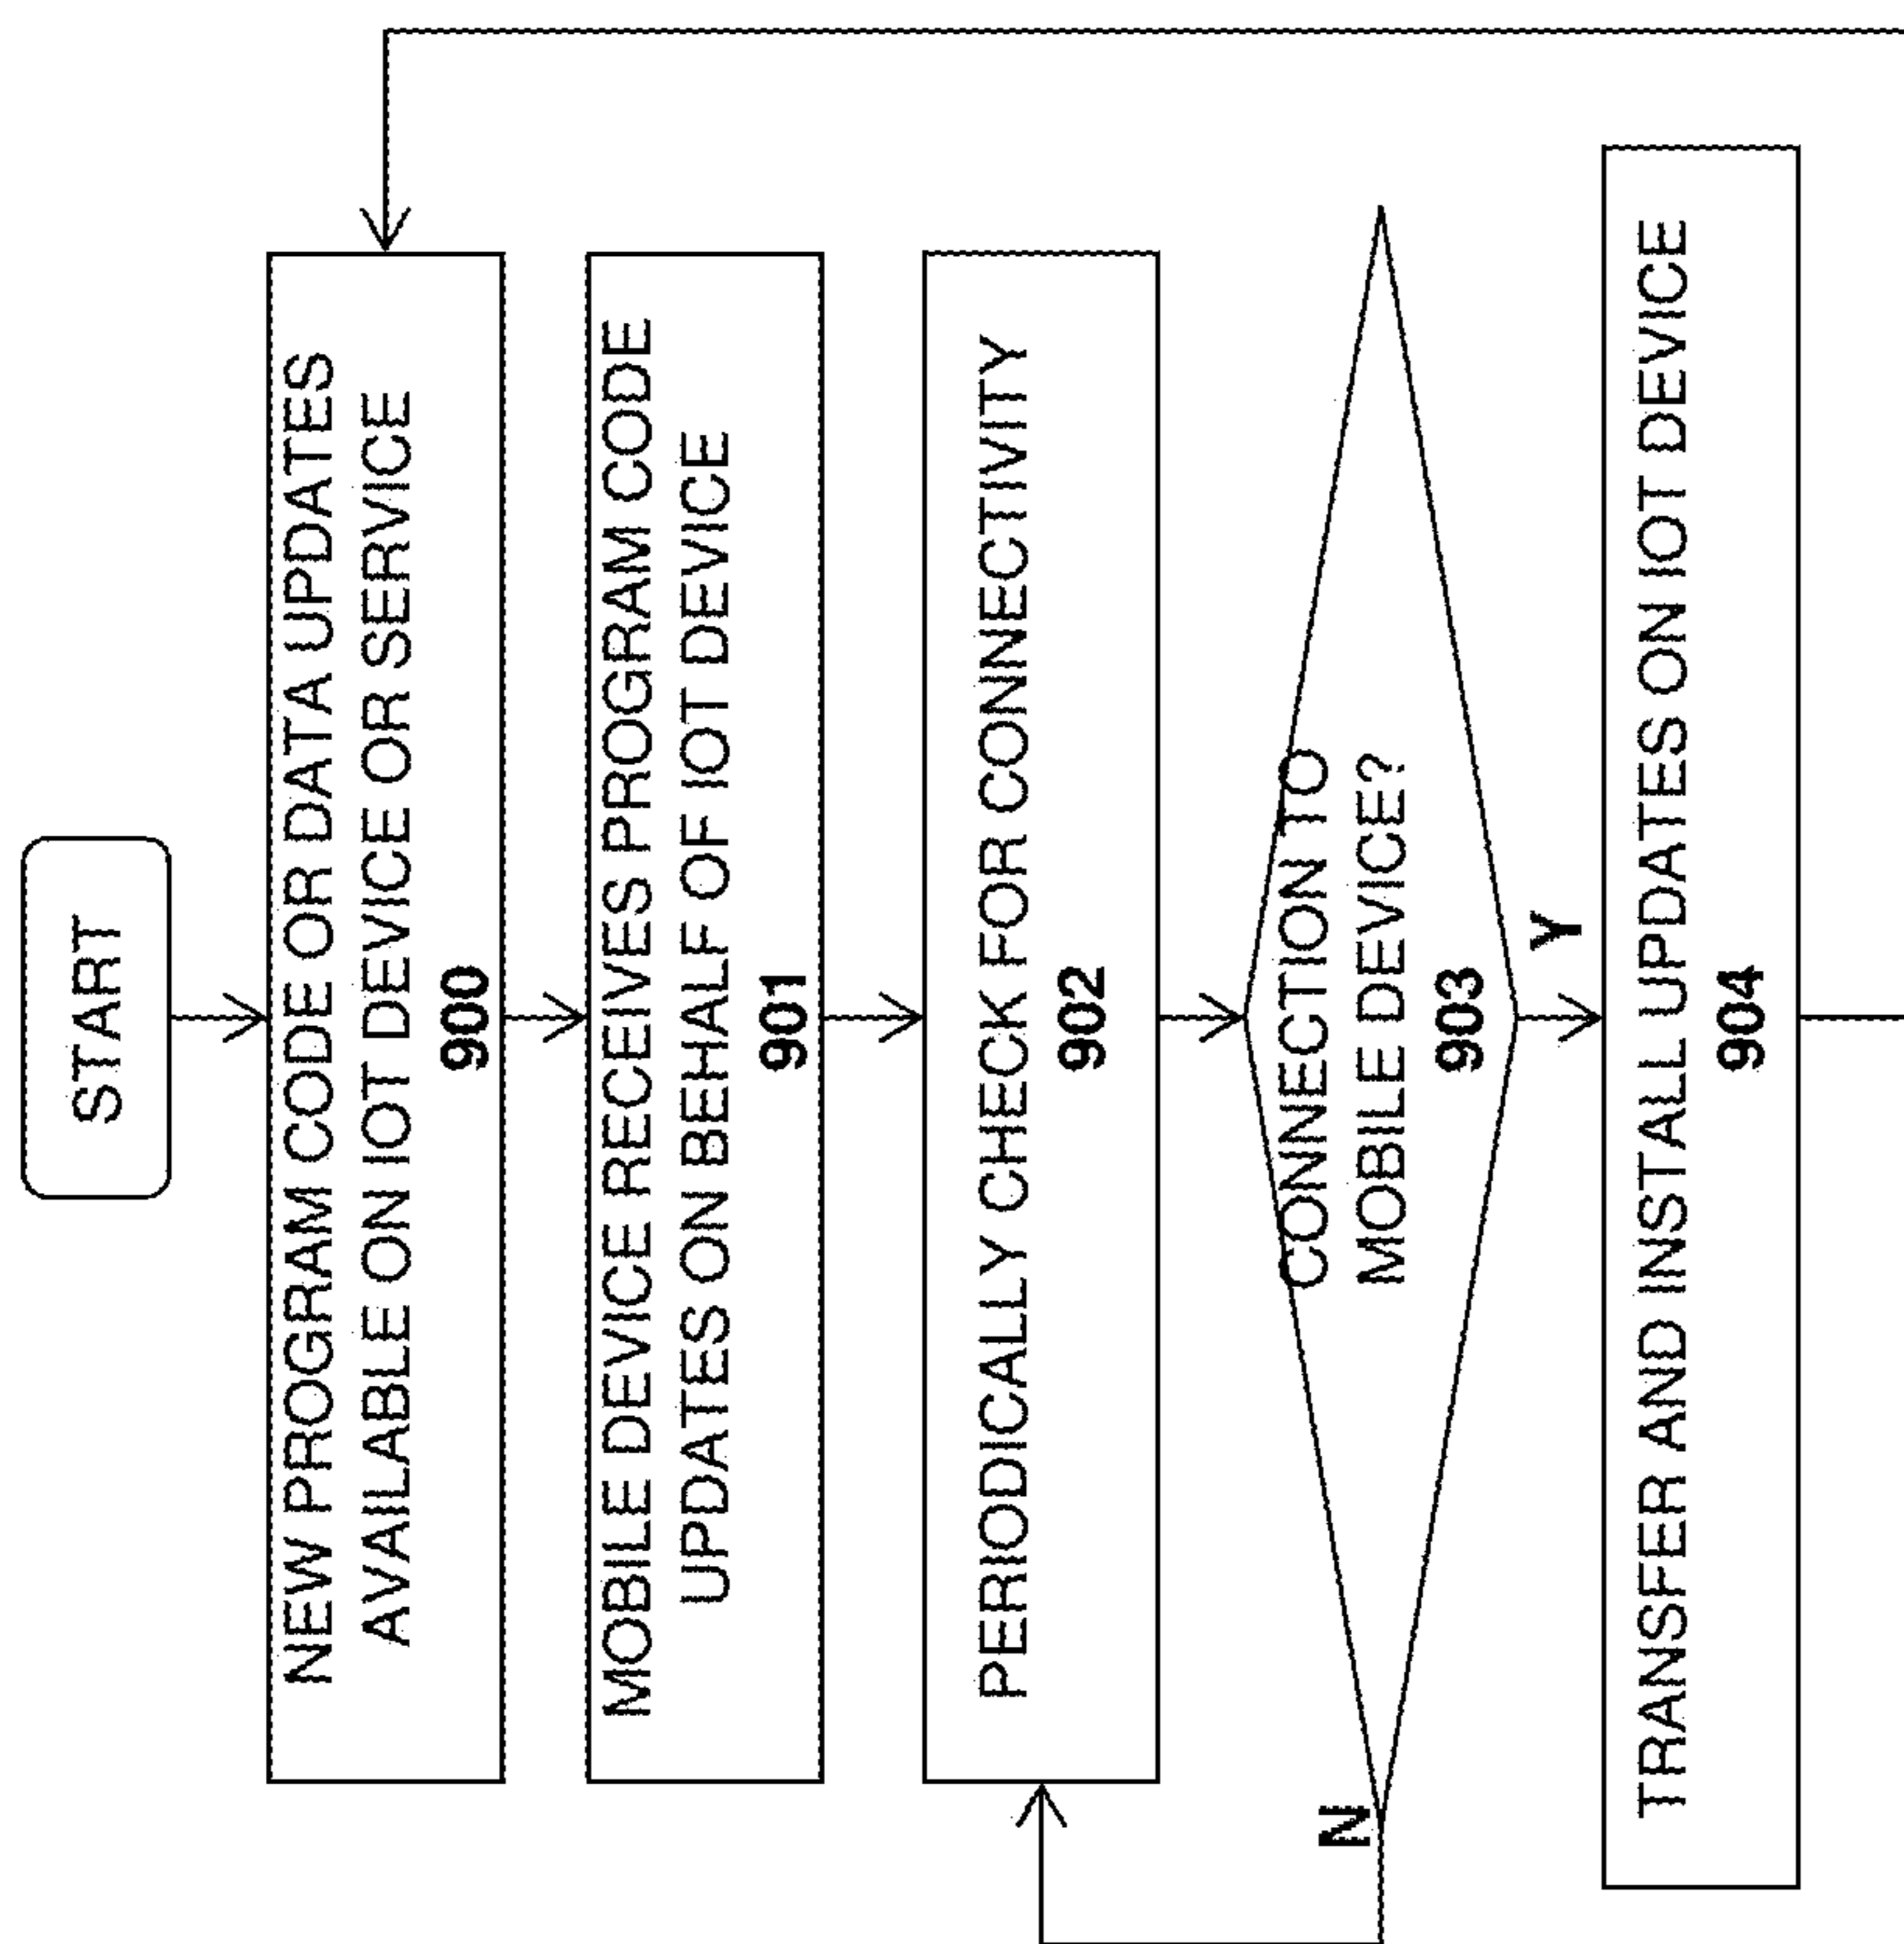 START
NEW PROGRAM CODE OR DATA UPDATES
AVAILABLE ON IOT DEVICE OR SERVICE
900
MOBILE DEVICE RECEIVES PROGRAM CODE
UPDATES ON BEHALF OF IOT DEVICE
901
PERIODICALLY CHECK FOR CONNECTIVITY
902
CONNECTION TO
MOBILE DEVICE?
903
N
Y
TRANSFER AND INSTALL UPDATES ON IOT DEVICE
904